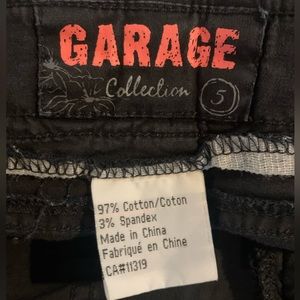 GARAGE
Collection 5
97% Cotton/Coton
3% Spandex
Made in China
Fabriqué en Chine
CA#11319